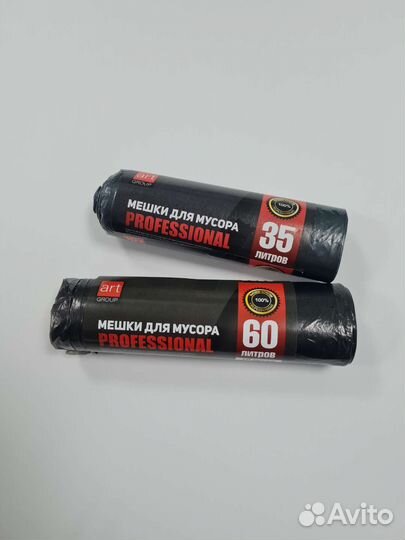 art
GROUP
МЕШКИ ДЛЯ МУСОРА
PROFESSIONAL
100%
35
ЛИТРОВ
art
GROUP
МЕШКИ ДЛЯ МУСОРА
PROFESSIONAL
100%
60
ЛИТРОВ
Avito